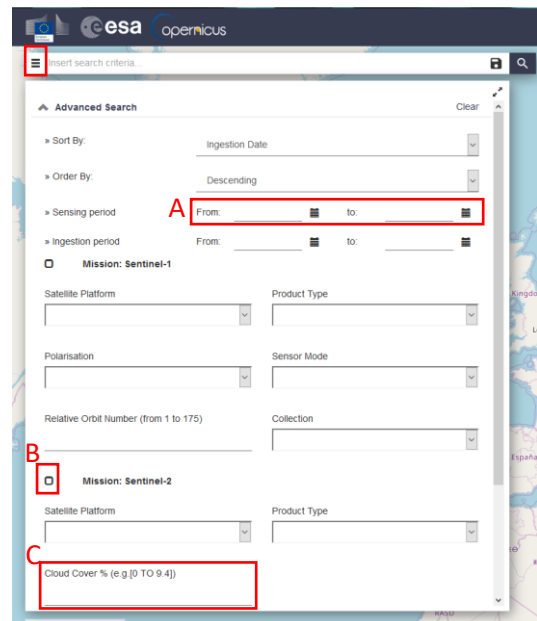 esa opernicus
Insert search criteria...
Advanced Search Clear
» Sort By: Ingestion Date
» Order By: Descending
A
» Sensing period From: to:
» Ingestion period From: to:
Mission: Sentinel-1
Satellite Platform Product Type
Kingdo
Polarisation Sensor Mode
Relative Orbit Number (from 1 to 175) Collection
B
España
Mission: Sentinel-2
Satellite Platform Product Type
C
Cloud Cover % (e.g.[0 TO 9.4])